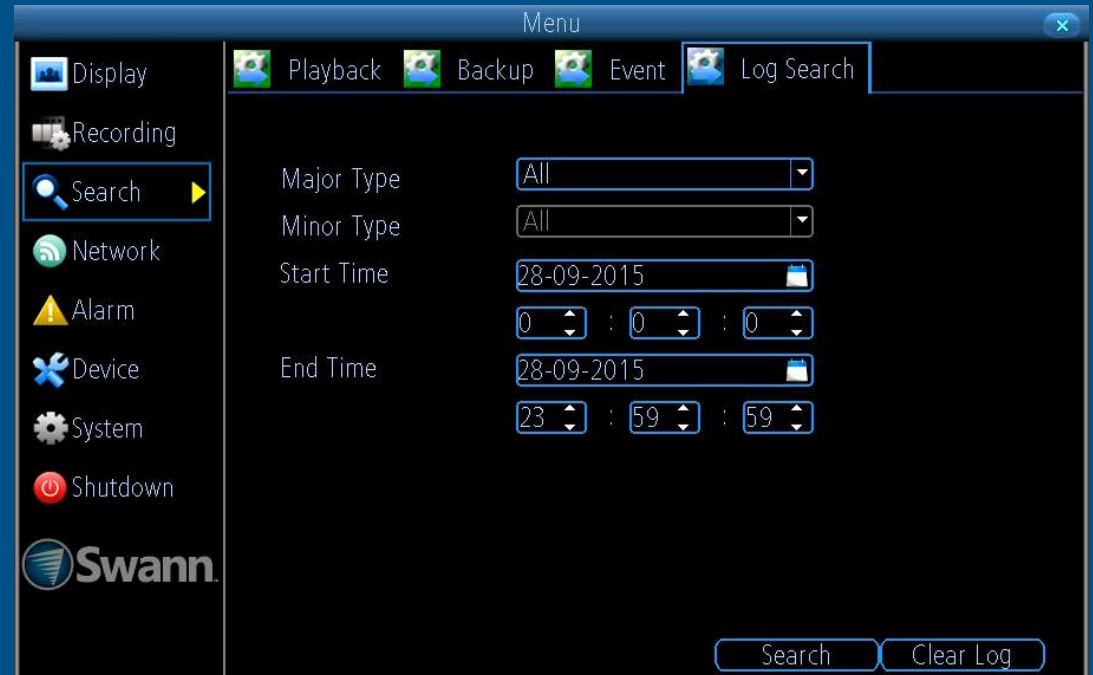 Menu
Display
Recording
Search
Network
Alarm
Device
System
Shutdown
Swann
Playback Backup Event Log Search
Major Type All
Minor Type All
Start Time 28-09-2015
0 : 0 : 0
End Time 28-09-2015
23 : 59 : 59
Search Clear Log